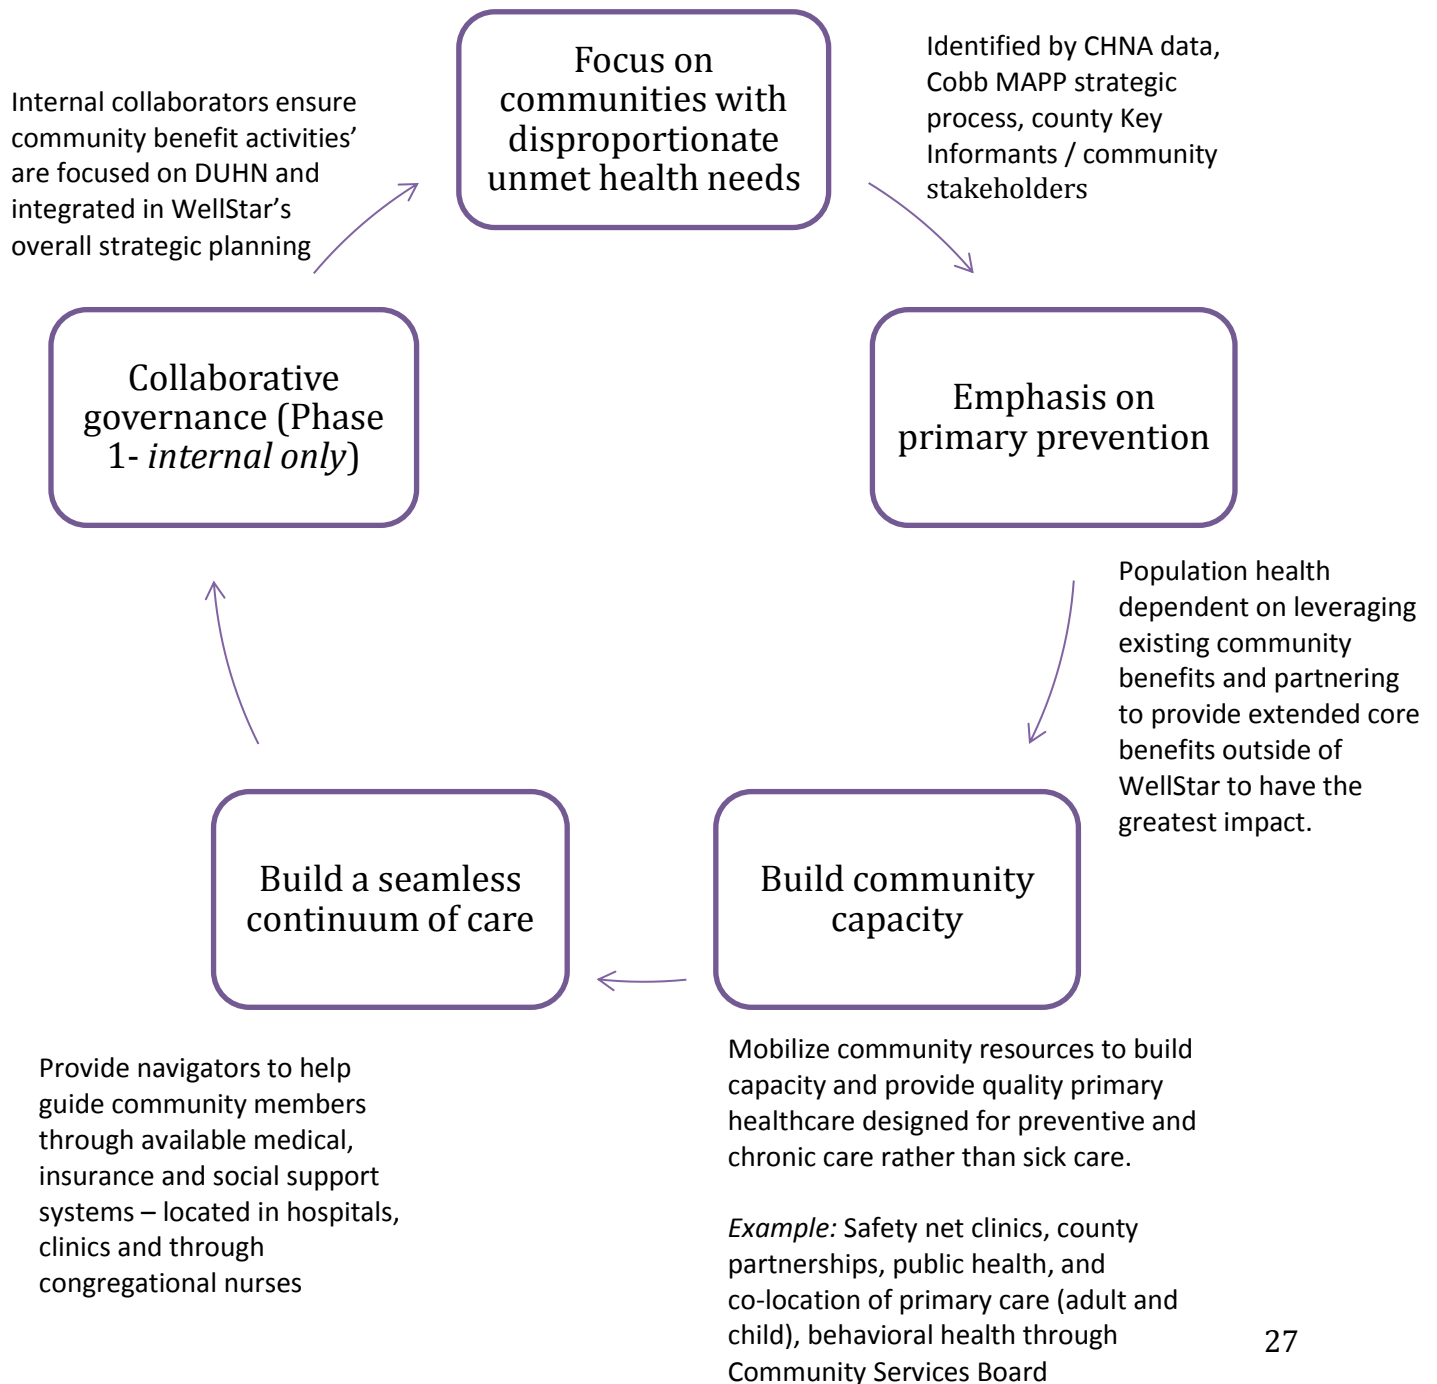 Focus on
communities with
disproportionate
unmet health needs
Identified by CHNA data,
Cobb MAPP strategic
process, county Key
Informants / community
stakeholders
Emphasis on
primary prevention
Population health
dependent on leveraging
existing community
benefits and partnering
to provide extended core
benefits outside of
WellStar to have the
greatest impact.
Build community
capacity
Mobilize community resources to build
capacity and provide quality primary
healthcare designed for preventive and
chronic care rather than sick care.
Example: Safety net clinics, county
partnerships, public health, and
co-location of primary care (adult and
child), behavioral health through
Community Services Board
Build a seamless
continuum of care
Provide navigators to help
guide community members
through available medical,
insurance and social support
systems – located in hospitals,
clinics and through
congregational nurses
Collaborative
governance (Phase
1- internal only)
Internal collaborators ensure
community benefit activities’
are focused on DUHN and
integrated in WellStar’s
overall strategic planning
27